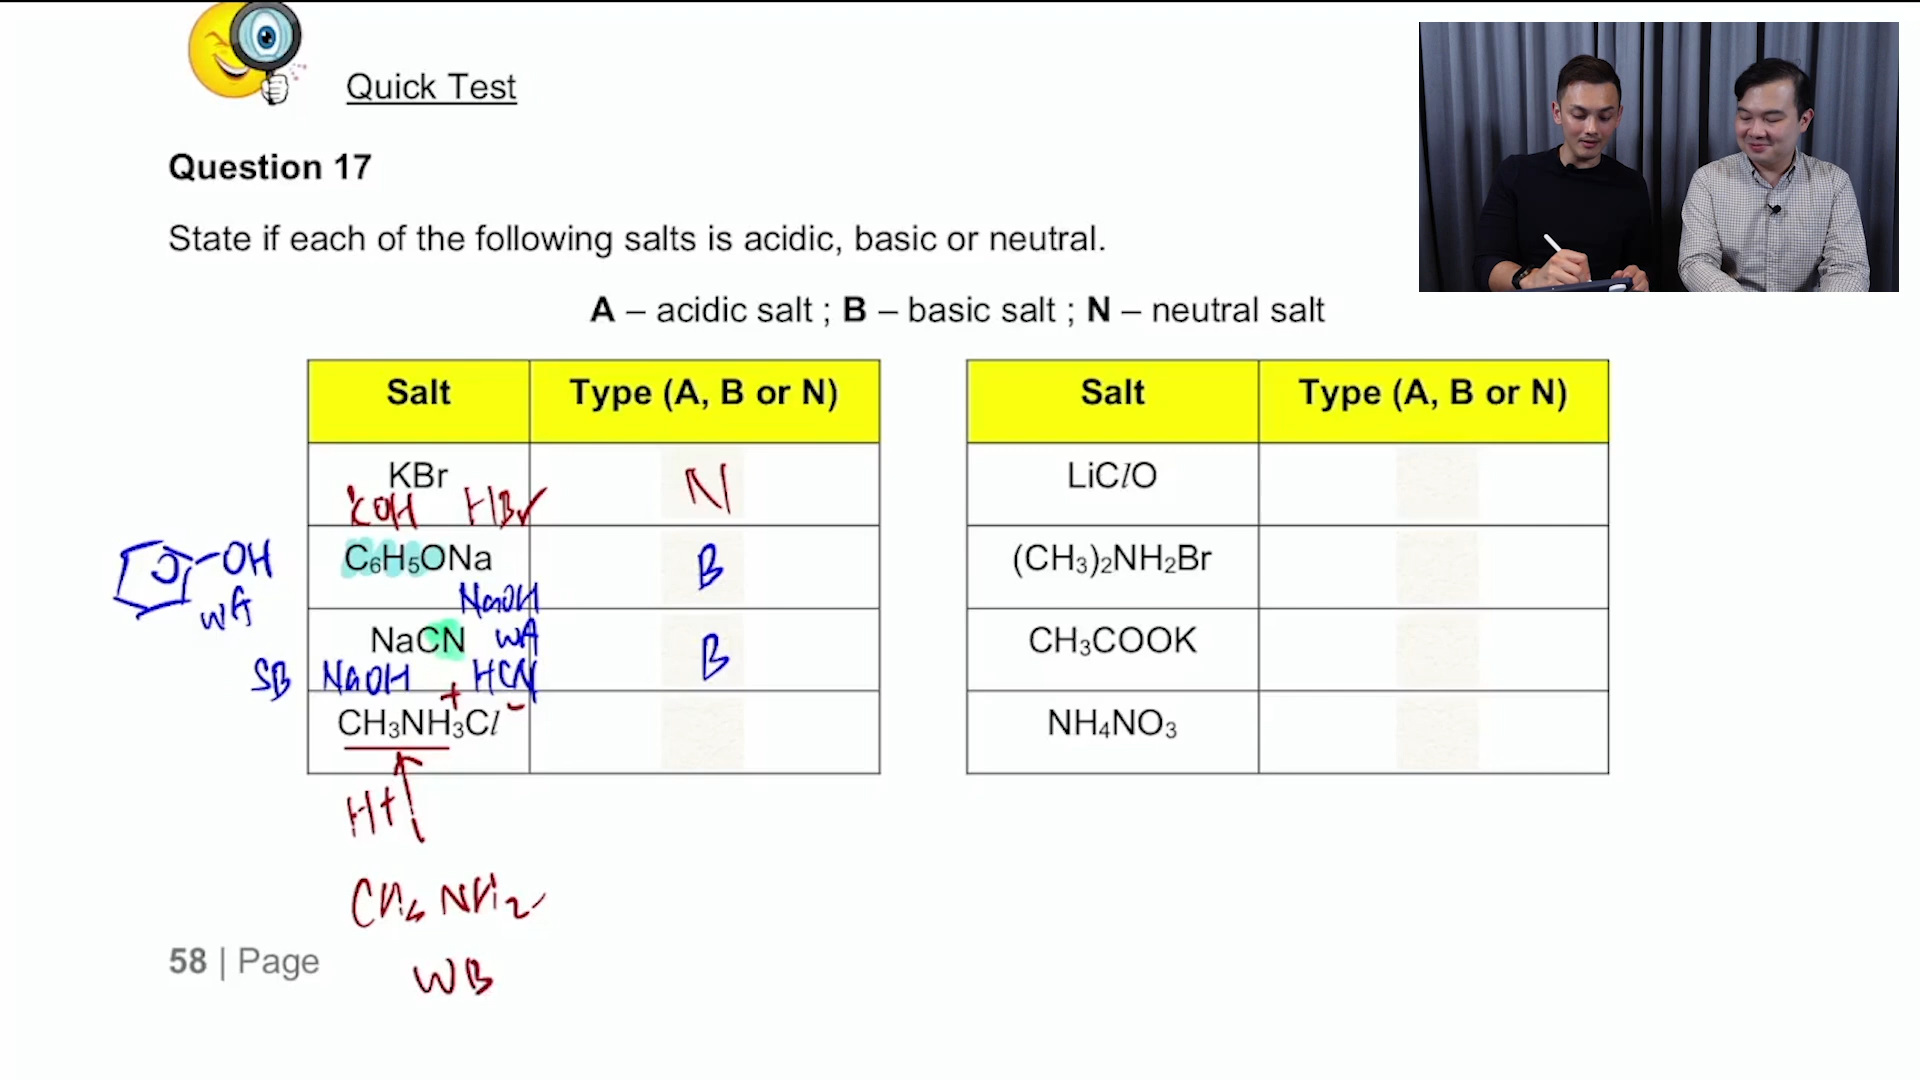 Quick Test
Question 17
State if each of the following salts is acidic, basic or neutral.
A – acidic salt ; B – basic salt ; N – neutral salt
Salt Type (A, B or N)
KBr N
KOH HBr
C₆H₅ONa B
OH
WA
NaOH
NaCN B
WA
SB NaOH HCN
+ -
CH₃NH₃Cl
H+
CH₃NH₂
WB
Salt Type (A, B or N)
LiClO
(CH₃)₂NH₂Br
CH₃COOK
NH₄NO₃
58 | Page